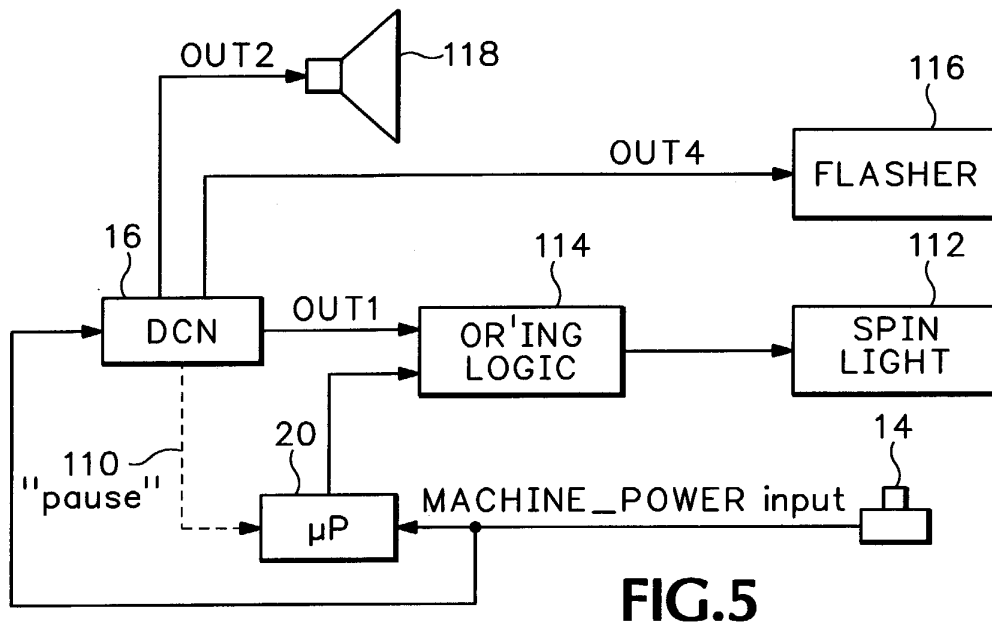 OUT2
118
116
OUT4
FLASHER
16
114
112
DCN
OUT1
OR'ING
LOGIC
SPIN
LIGHT
110
"pause"
20
14
µP
MACHINE_POWER input
FIG.5